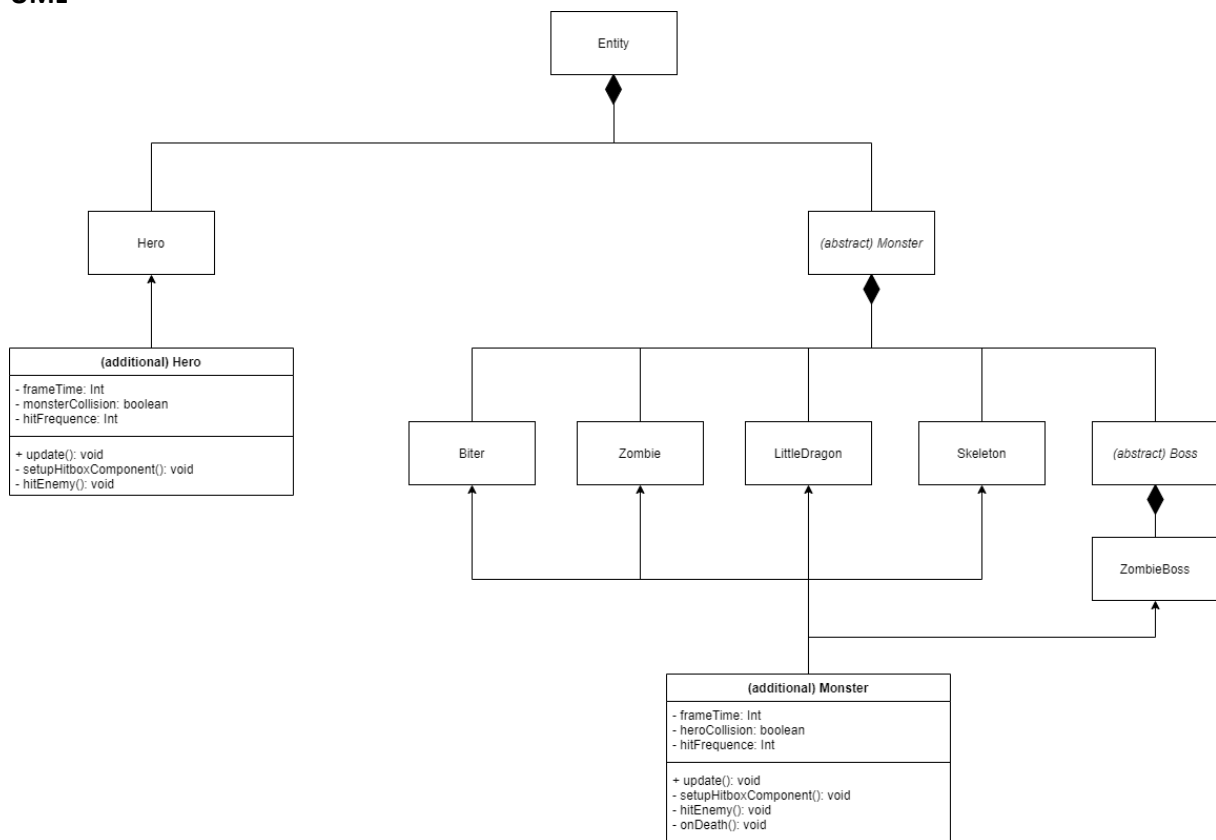 UML
Entity
Hero
(abstract) Monster
(additional) Hero
- frameTime: Int
- monsterCollision: boolean
- hitFrequence: Int
+ update(): void
- setupHitboxComponent(): void
- hitEnemy(): void
Biter
Zombie
LittleDragon
Skeleton
(abstract) Boss
ZombieBoss
(additional) Monster
- frameTime: Int
- heroCollision: boolean
- hitFrequence: Int
+ update(): void
- setupHitboxComponent(): void
- hitEnemy(): void
- onDeath(): void